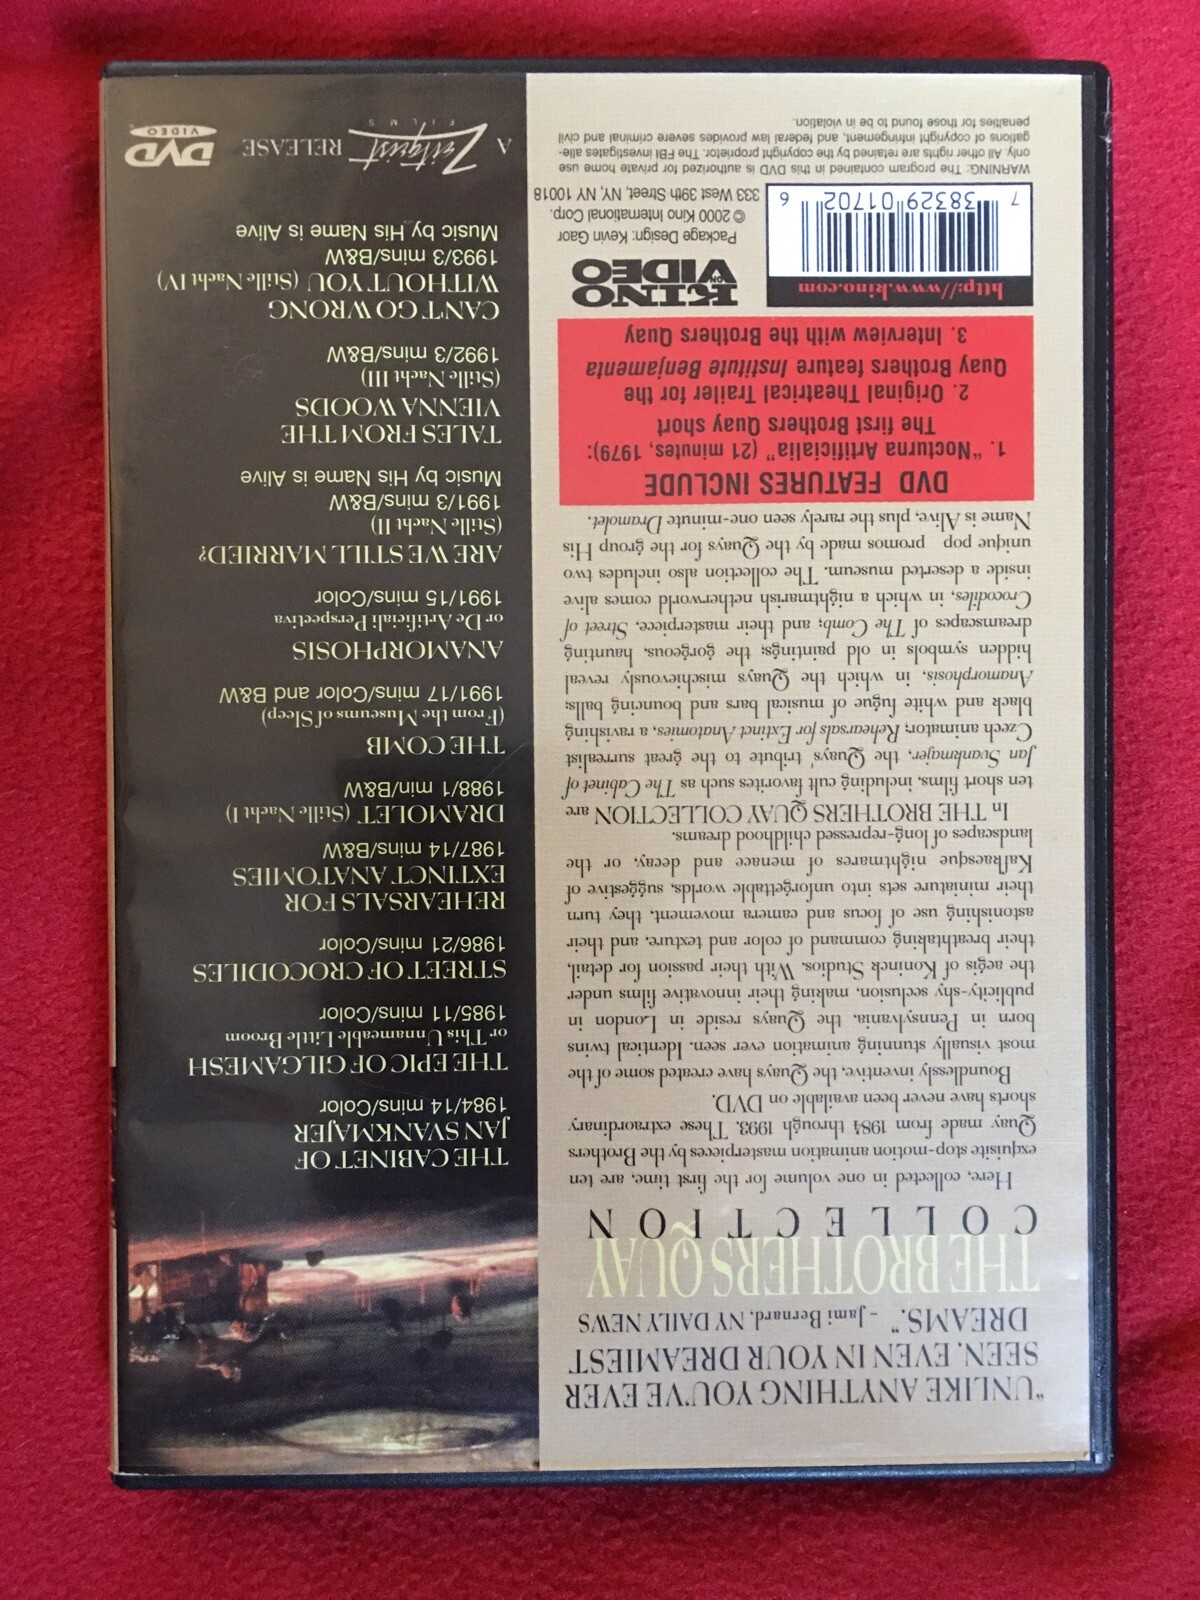 "UNLIKE ANYTHING YOU'VE EVER
SEEN, EVEN IN YOUR DREAMIEST
DREAMS." – Jami Bernard, NY DAILY NEWS
THE BROTHERS QUAY
COLLECTION
Here, collected in one volume for the first time, are ten
exquisite stop-motion animation masterpieces by the Brothers
Quay made from 1984 through 1993. These extraordinary
shorts have never been available on DVD.
Boundlessly inventive, the Quays have created some of the
most visually stunning animation ever seen. Identical twins
born in Pennsylvania, the Quays reside in London in
publicity-shy seclusion, making their innovative films under
the aegis of Koninck Studios. With their passion for detail,
their breathtaking command of color and texture, and their
astonishing use of focus and camera movement, they turn
their miniature sets into unforgettable worlds, suggestive of
Kafkaesque nightmares of menace and decay, or the
landscapes of long-repressed childhood dreams.
In THE BROTHERS QUAY COLLECTION are
ten short films, including cult favorites such as The Cabinet of
Jan Svankmajer, the Quays' tribute to the great surrealist
Czech animator; Rehearsals for Extinct Anatomies, a ravishing
black and white fugue of musical bars and bouncing balls;
Anamorphosis, in which the Quays mischievously reveal
hidden symbols in old paintings; the gorgeous, haunting
dreamscapes of The Comb; and their masterpiece, Street of
Crocodiles, in which a nightmarish netherworld comes alive
inside a deserted museum. The collection also includes two
unique pop promos made by the Quays for the group His
Name is Alive, plus the rarely seen one-minute Dramolet.
DVD FEATURES INCLUDE
1. "Nocturna Artificialia" (21 minutes, 1979):
The first Brothers Quay short
2. Original Theatrical Trailer for the
Quay Brothers feature Institute Benjamenta
3. Interview with the Brothers Quay
http://www.kino.com
7 38329 01702 6
KINO
ON
VIDEO
Package Design: Kevin Gaor
© 2000 Kino International Corp.
333 West 39th Street, NY, NY 10018
WARNING: The program contained in this DVD is authorized for private home use
only. All other rights are retained by the copyright proprietor. The FBI investigates alle-
gations of copyright infringement, and federal law provides severe criminal and civil
penalties for those found to be in violation.
THE CABINET OF
JAN SVANKMAJER
1984/14 mins/Color
THE EPIC OF GILGAMESH
or This Unnameable Little Broom
1985/11 mins/Color
STREET OF CROCODILES
1986/21 mins/Color
REHEARSALS FOR
EXTINCT ANATOMIES
1987/14 mins/B&W
DRAMOLET (Stille Nacht I)
1988/1 min/B&W
THE COMB
(From the Museums of Sleep)
1991/17 mins/Color and B&W
ANAMORPHOSIS
or De Artificiali Perspectiva
1991/15 mins/Color
ARE WE STILL MARRIED?
(Stille Nacht II)
1991/3 mins/B&W
Music by His Name is Alive
TALES FROM THE
VIENNA WOODS
(Stille Nacht III)
1992/3 mins/B&W
CAN'T GO WRONG
WITHOUT YOU (Stille Nacht IV)
1993/3 mins/B&W
Music by His Name is Alive
A Zeitgeist FILMS RELEASE
DVD
VIDEO